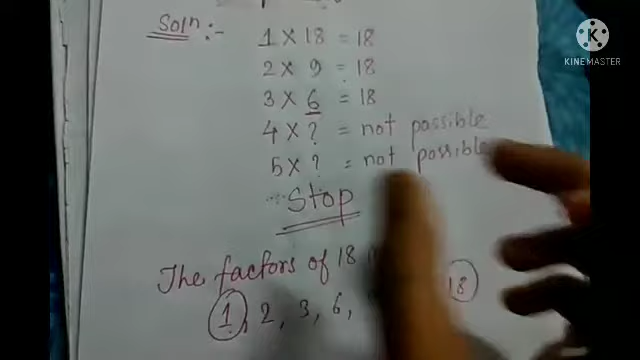 Soln :-
1 × 18 = 18
2 × 9 = 18
3 × 6 = 18
4 × ? = not possible
5 × ? = not possible
Stop
The factors of 18
1, 2, 3, 6, 18
KINEMASTER